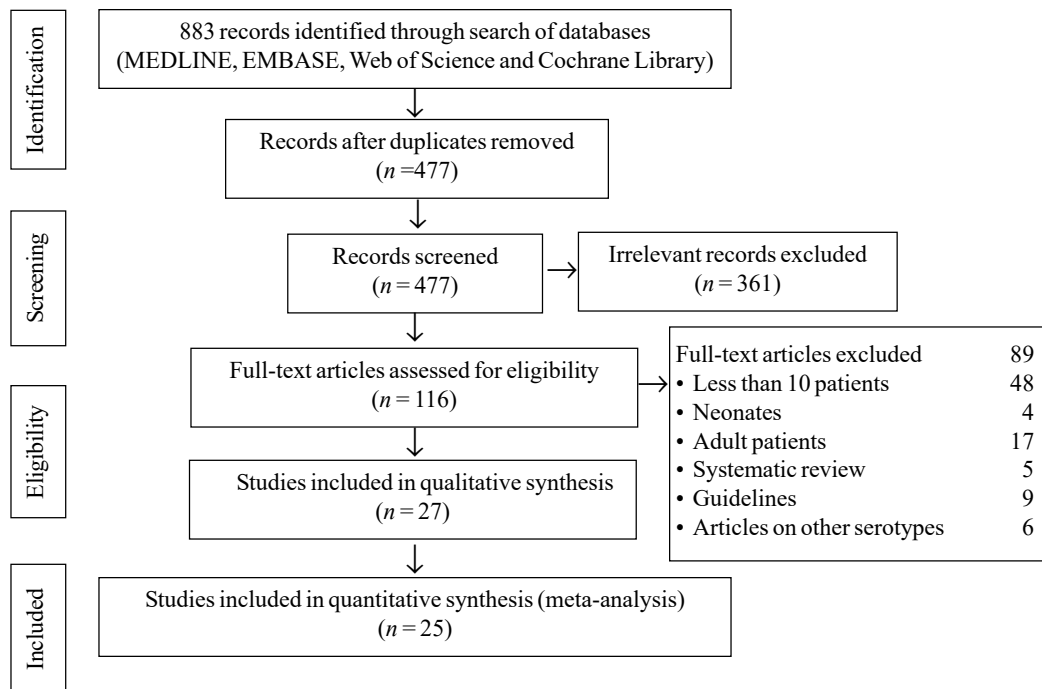 Identification
883 records identified through search of databases
(MEDLINE, EMBASE, Web of Science and Cochrane Library)
Records after duplicates removed
(n =477)
Screening
Records screened
(n = 477)
Irrelevant records excluded
(n = 361)
Eligibility
Full-text articles assessed for eligibility
(n = 116)
Full-text articles excluded 89
• Less than 10 patients 48
• Neonates 4
• Adult patients 17
• Systematic review 5
• Guidelines 9
• Articles on other serotypes 6
Studies included in qualitative synthesis
(n = 27)
Included
Studies included in quantitative synthesis (meta-analysis)
(n = 25)